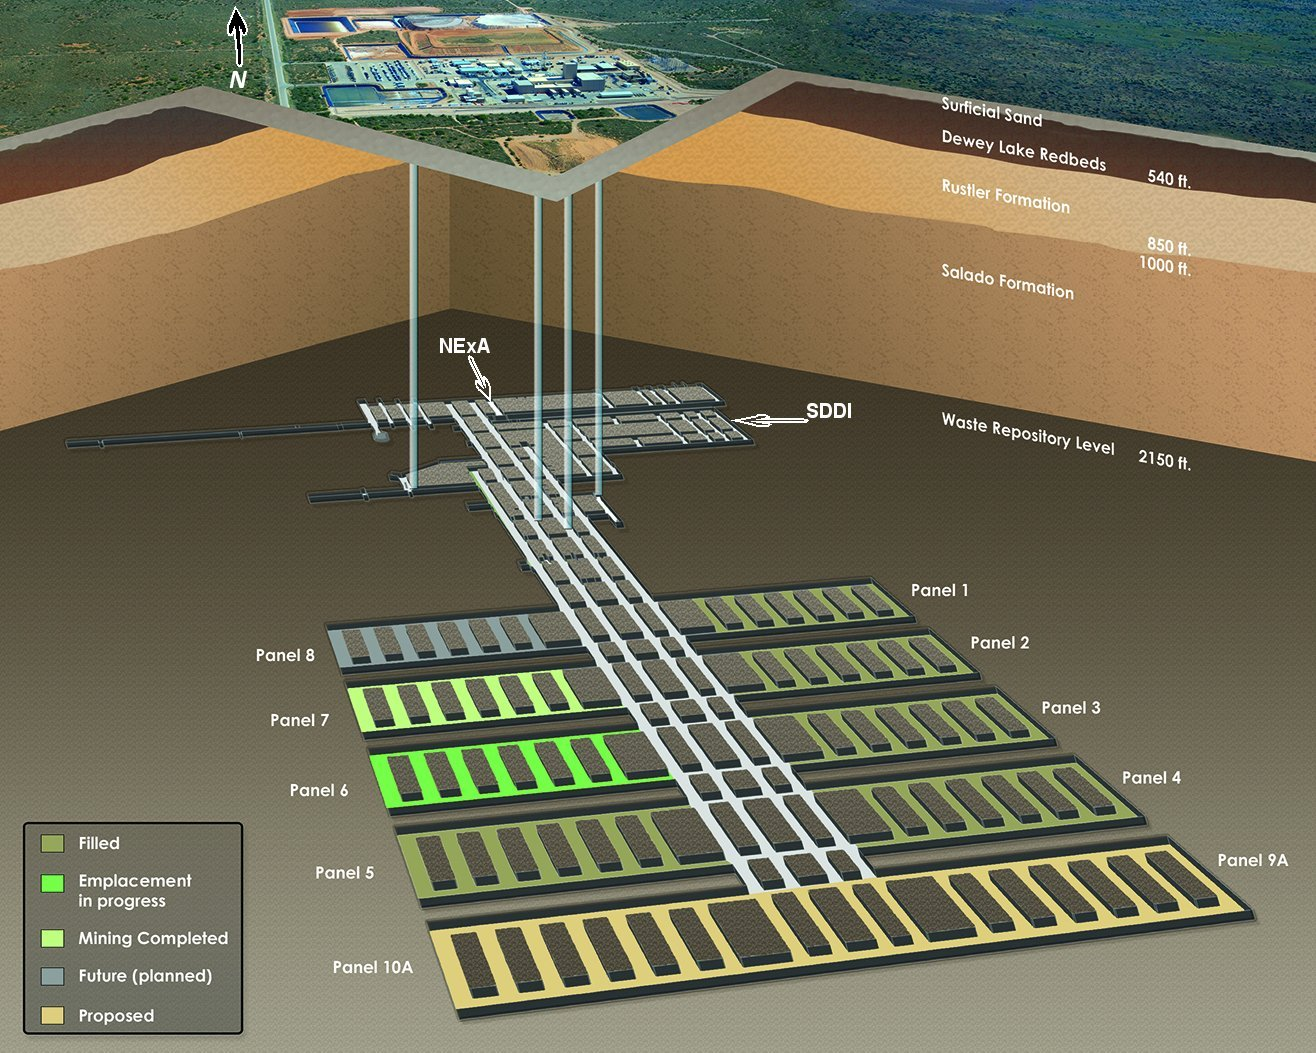 N
Surficial Sand
Dewey Lake Redbeds
540 ft.
Rustler Formation
850 ft.
1000 ft.
Salado Formation
NExA
SDDI
Waste Repository Level
2150 ft.
Panel 1
Panel 2
Panel 8
Panel 3
Panel 7
Panel 4
Panel 6
Panel 9A
Panel 5
Panel 10A
Filled
Emplacement
in progress
Mining Completed
Future (planned)
Proposed